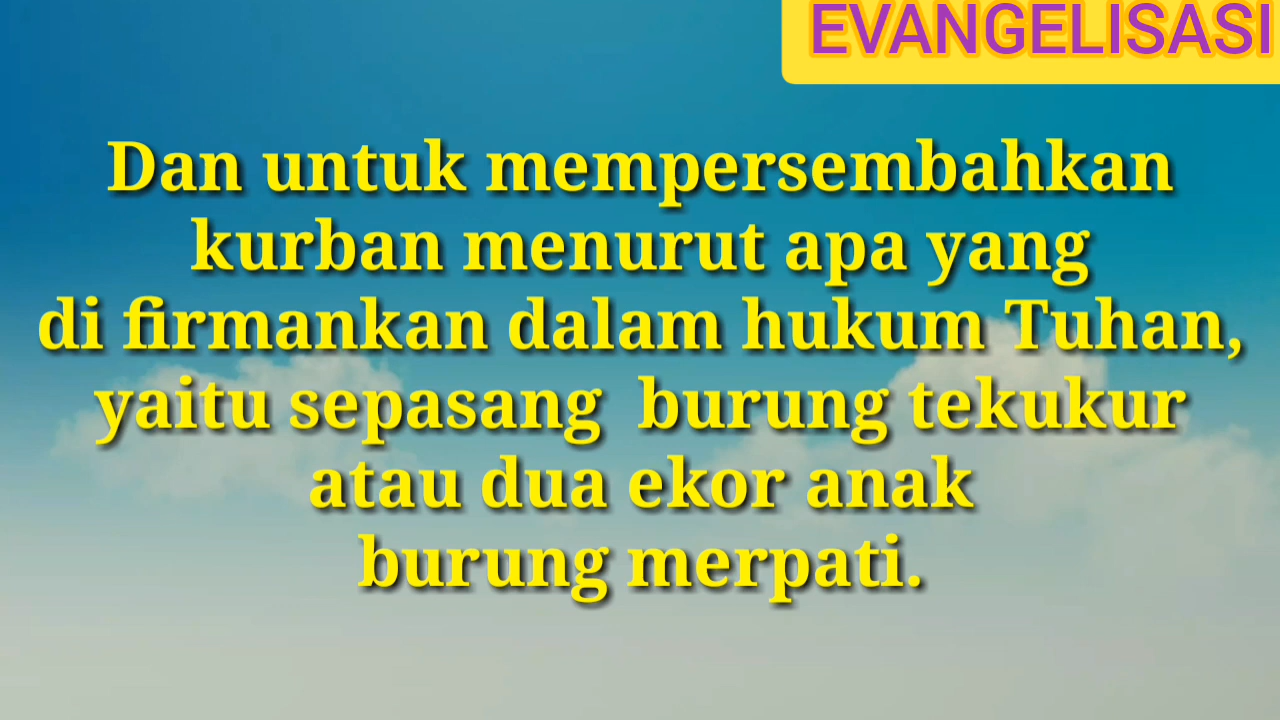 EVANGELISASI
Dan untuk mempersembahkan
kurban menurut apa yang
di firmankan dalam hukum Tuhan,
yaitu sepasang  burung tekukur
atau dua ekor anak
burung merpati.